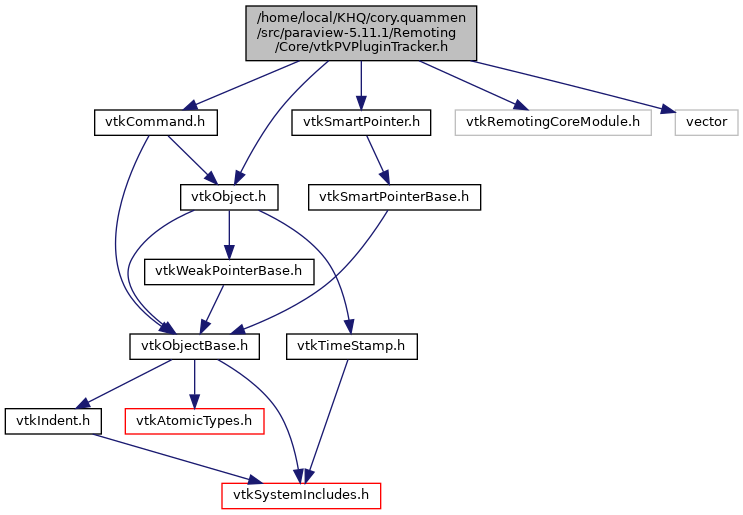 /home/local/KHQ/cory.quammen
/src/paraview-5.11.1/Remoting
/Core/vtkPVPluginTracker.h
vtkCommand.h
vtkSmartPointer.h
vtkRemotingCoreModule.h
vector
vtkObject.h
vtkSmartPointerBase.h
vtkWeakPointerBase.h
vtkObjectBase.h
vtkTimeStamp.h
vtkIndent.h
vtkAtomicTypes.h
vtkSystemIncludes.h